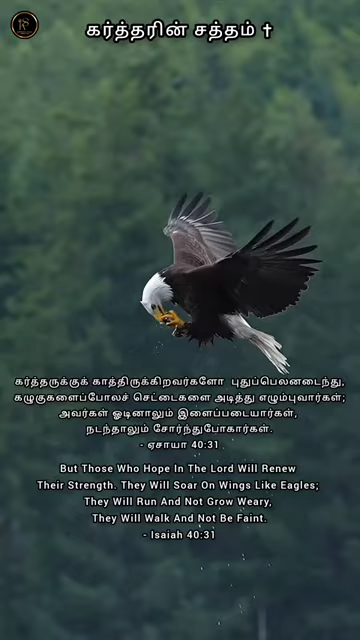 கர்த்தரின் சத்தம் ✝
கர்த்தருக்குக் காத்திருக்கிறவர்களோ புதுப்பெலனடைந்து,
கழுகுகளைப்போலச் செட்டைகளை அடித்து எழும்புவார்கள்;
அவர்கள் ஓடினாலும் இளைப்படையார்கள்,
நடந்தாலும் சோர்ந்துபோகார்கள்.
- ஏசாயா 40:31
But Those Who Hope In The Lord Will Renew
Their Strength. They Will Soar On Wings Like Eagles;
They Will Run And Not Grow Weary,
They Will Walk And Not Be Faint.
- Isaiah 40:31